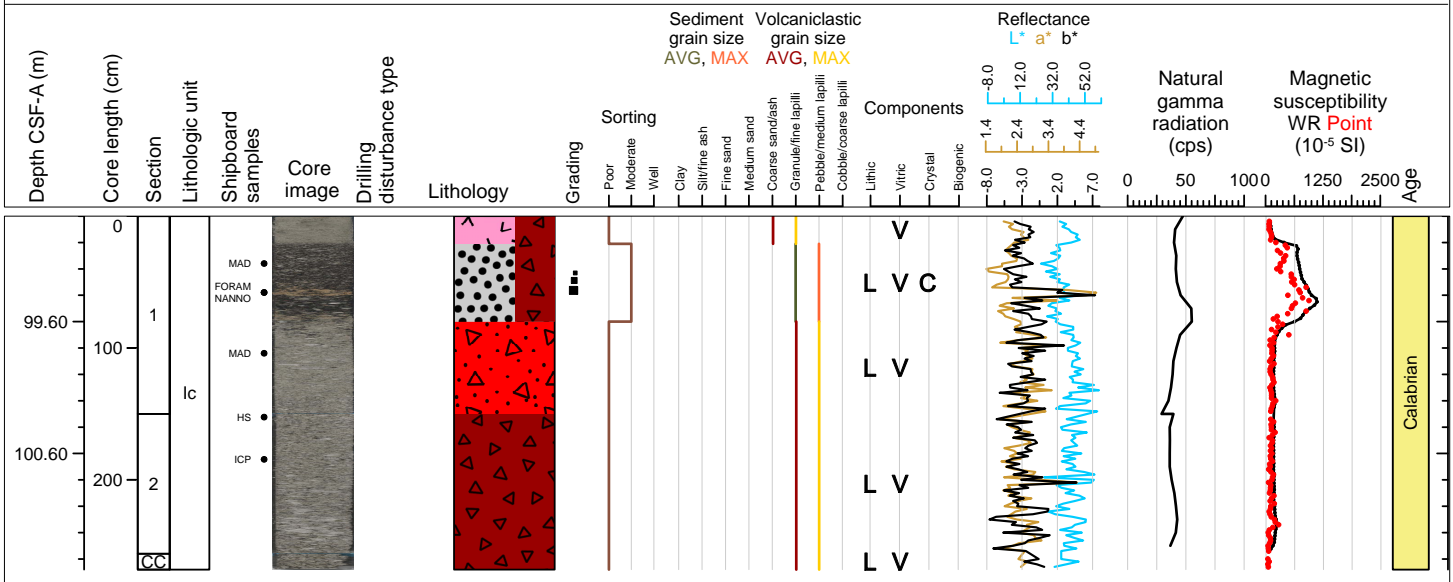 Depth CSF-A (m)
Core length (cm)
Section
Lithologic unit
Shipboard
samples
Core
image
Drilling
disturbance type
Lithology
Grading
Sorting
Poor
Moderate
Well
Sediment
grain size
AVG, MAX
Volcaniclastic
grain size
AVG, MAX
Clay
Silt/fine ash
Fine sand
Medium sand
Coarse sand/ash
Granule/fine lapilli
Pebble/medium lapilli
Cobble/coarse lapilli
Components
Lithic
Vitric
Crystal
Biogenic
Reflectance
L* a* b*
-8.0 12.0 32.0 52.0
1.4 2.4 3.4 4.4
-8.0 -3.0 2.0 7.0
Natural
gamma
radiation
(cps)
0 50 100
Magnetic
susceptibility
WR Point
(10-5 SI)
0 1250 2500
Age
0
99.60
100
100.60
200
1
2
CC
Ic
MAD
FORAM
NANNO
MAD
HS
ICP
V
L V C
L V
L V
L V
Calabrian